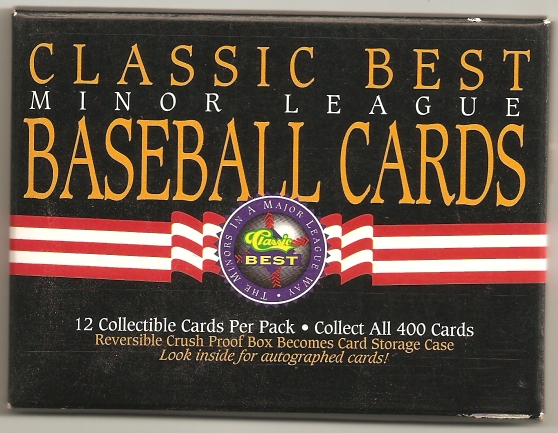 CLASSIC BEST
MINOR LEAGUE
BASEBALL CARDS
THE MINORS IN A MAJOR LEAGUE WAY •
Classic
BEST
12 Collectible Cards Per Pack • Collect All 400 Cards
Reversible Crush Proof Box Becomes Card Storage Case
Look inside for autographed cards!